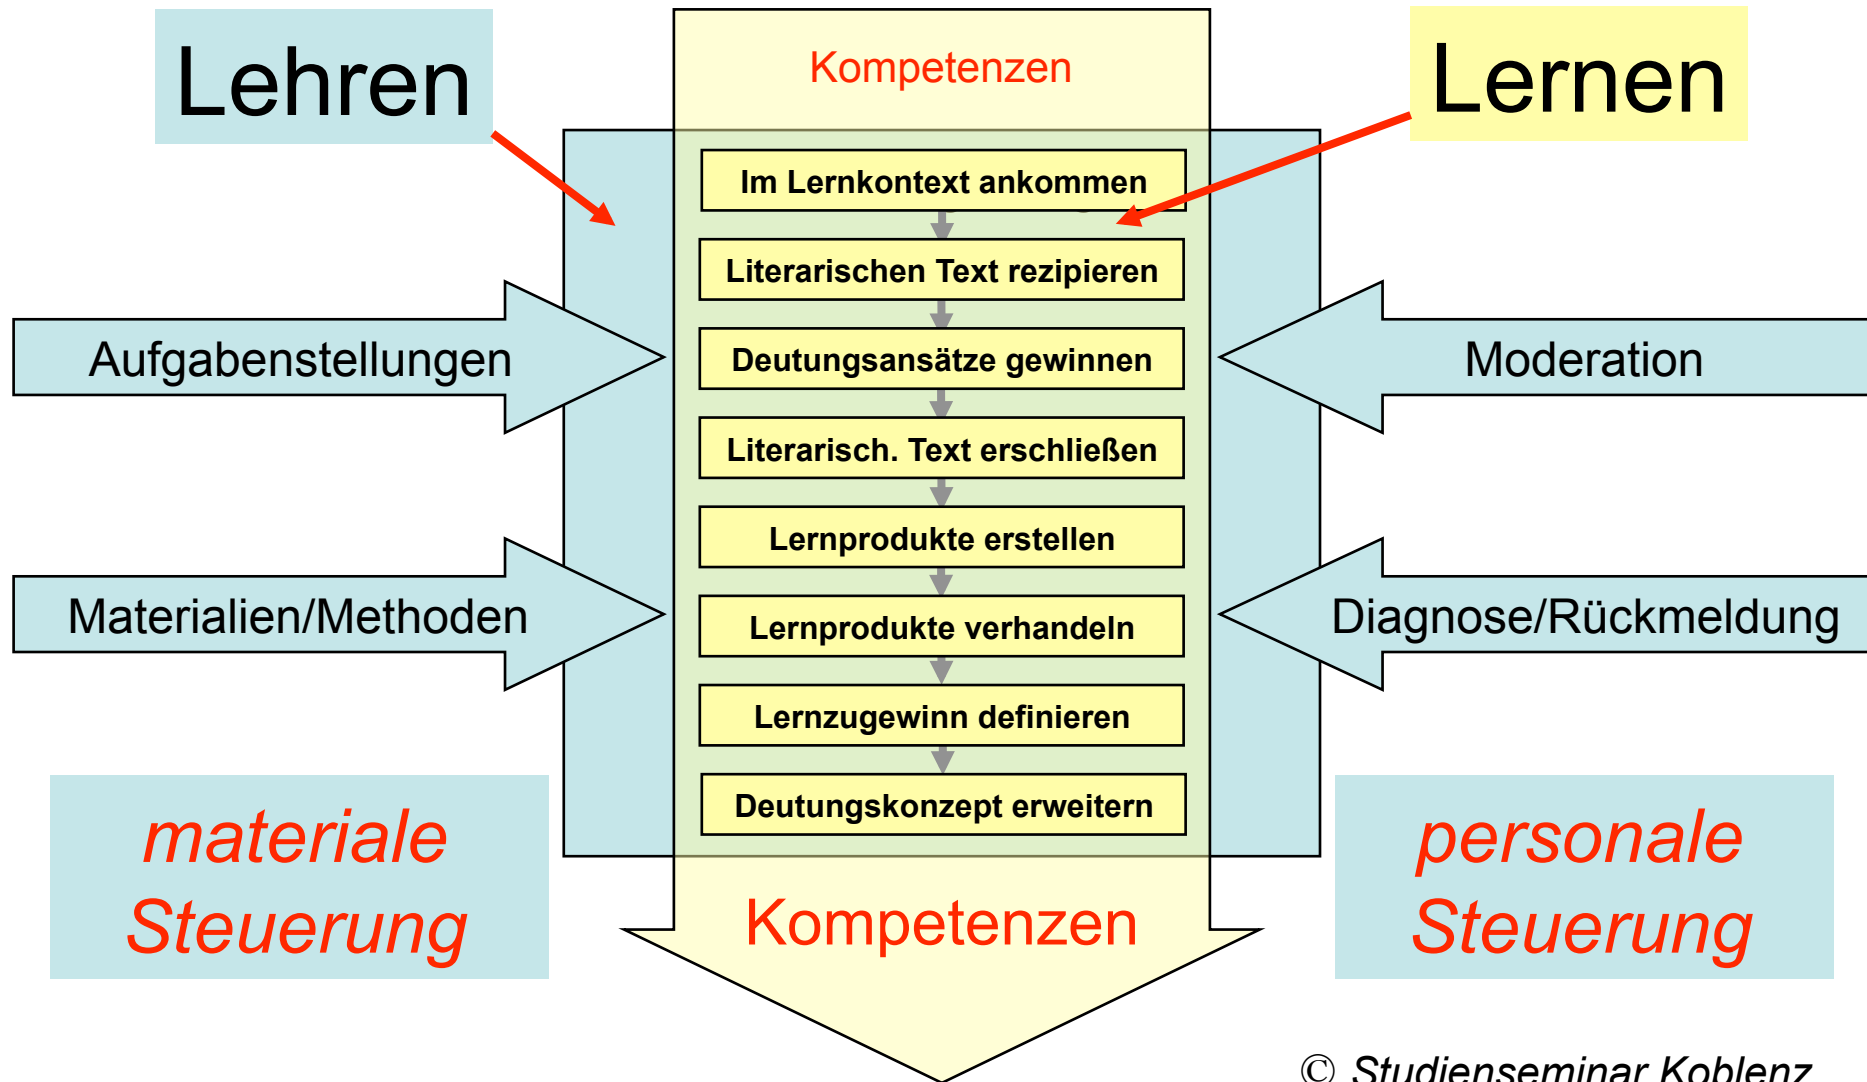 Lehren
Kompetenzen
Lernen
Im Lernkontext ankommen
Literarischen Text rezipieren
Aufgabenstellungen
Deutungsansätze gewinnen
Moderation
Literarisch. Text erschließen
Lernprodukte erstellen
Materialien/Methoden
Lernprodukte verhandeln
Diagnose/Rückmeldung
Lernzugewinn definieren
Deutungskonzept erweitern
materiale
Steuerung
Kompetenzen
personale
Steuerung
© Studienseminar Koblenz